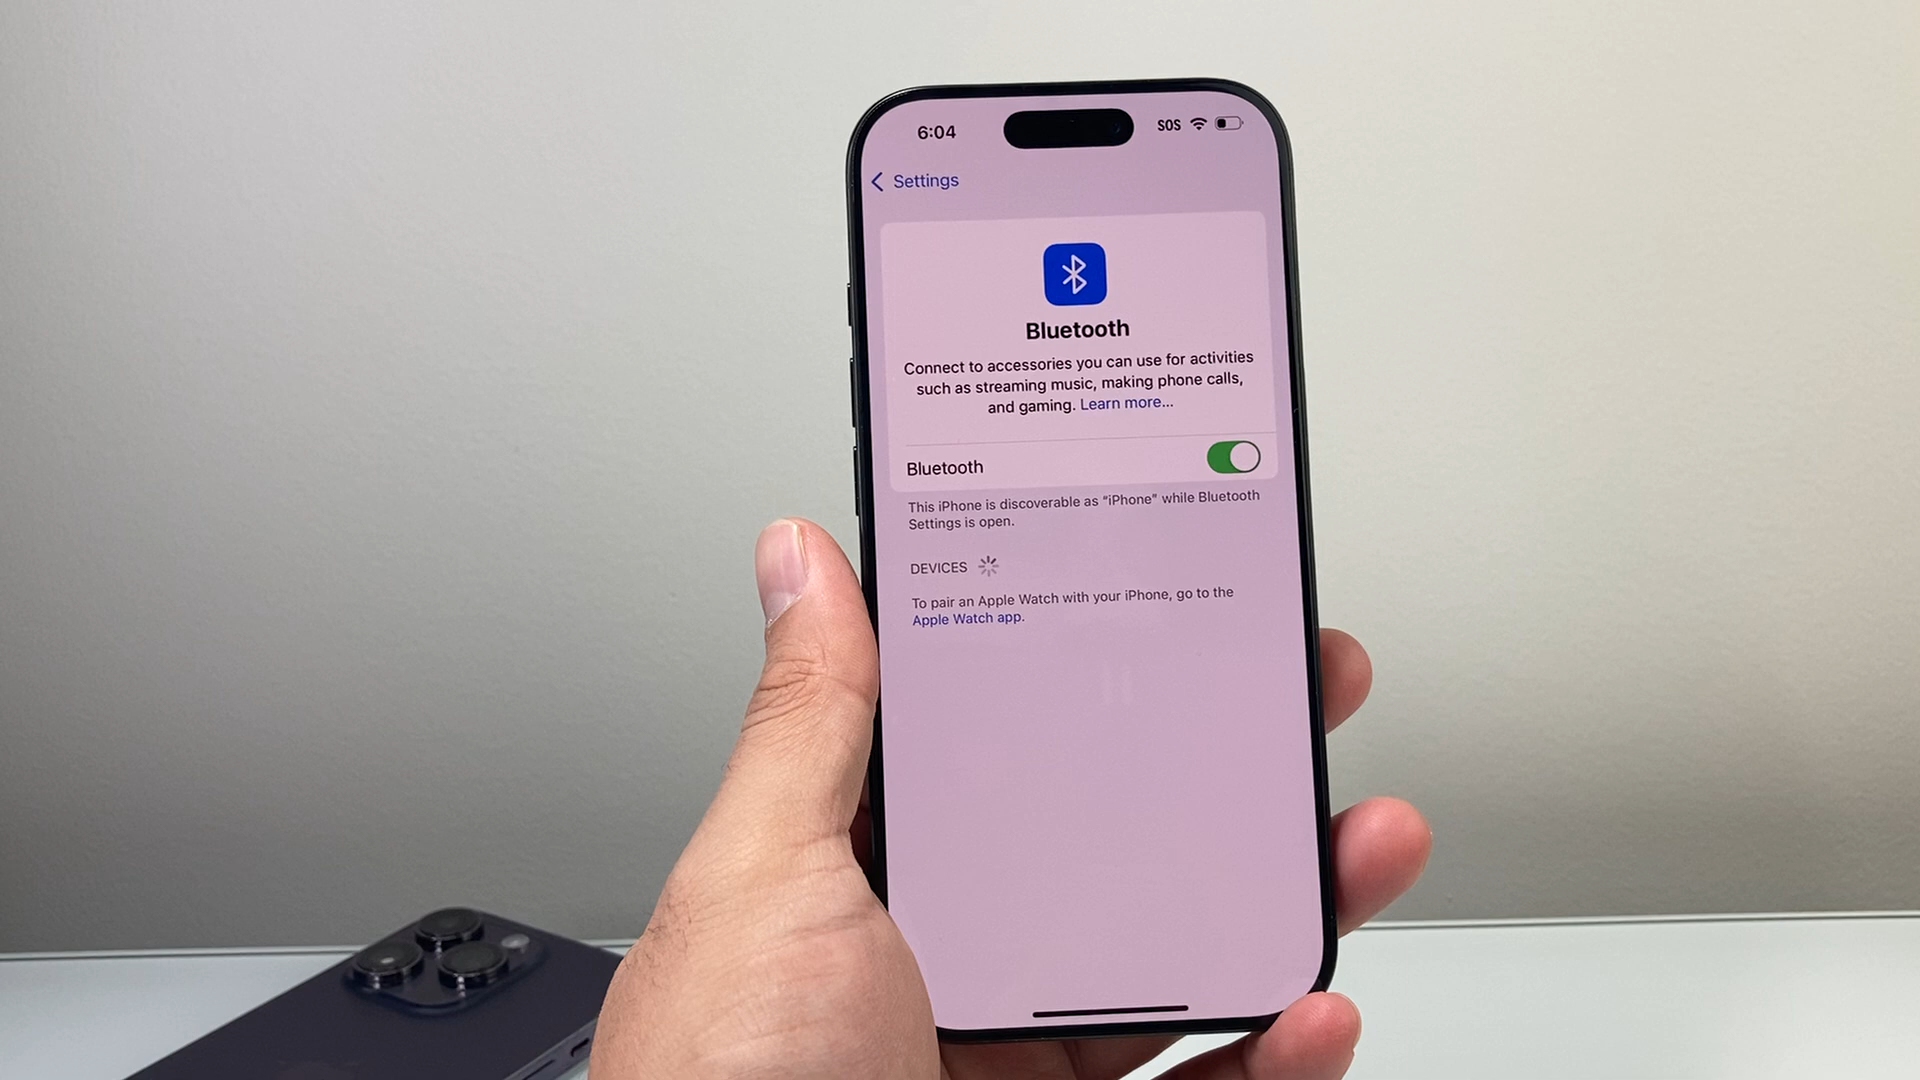 6:04
SOS
Settings
Bluetooth
Connect to accessories you can use for activities
such as streaming music, making phone calls,
and gaming. Learn more...
Bluetooth
This iPhone is discoverable as “iPhone” while Bluetooth
Settings is open.
DEVICES
To pair an Apple Watch with your iPhone, go to the
Apple Watch app.